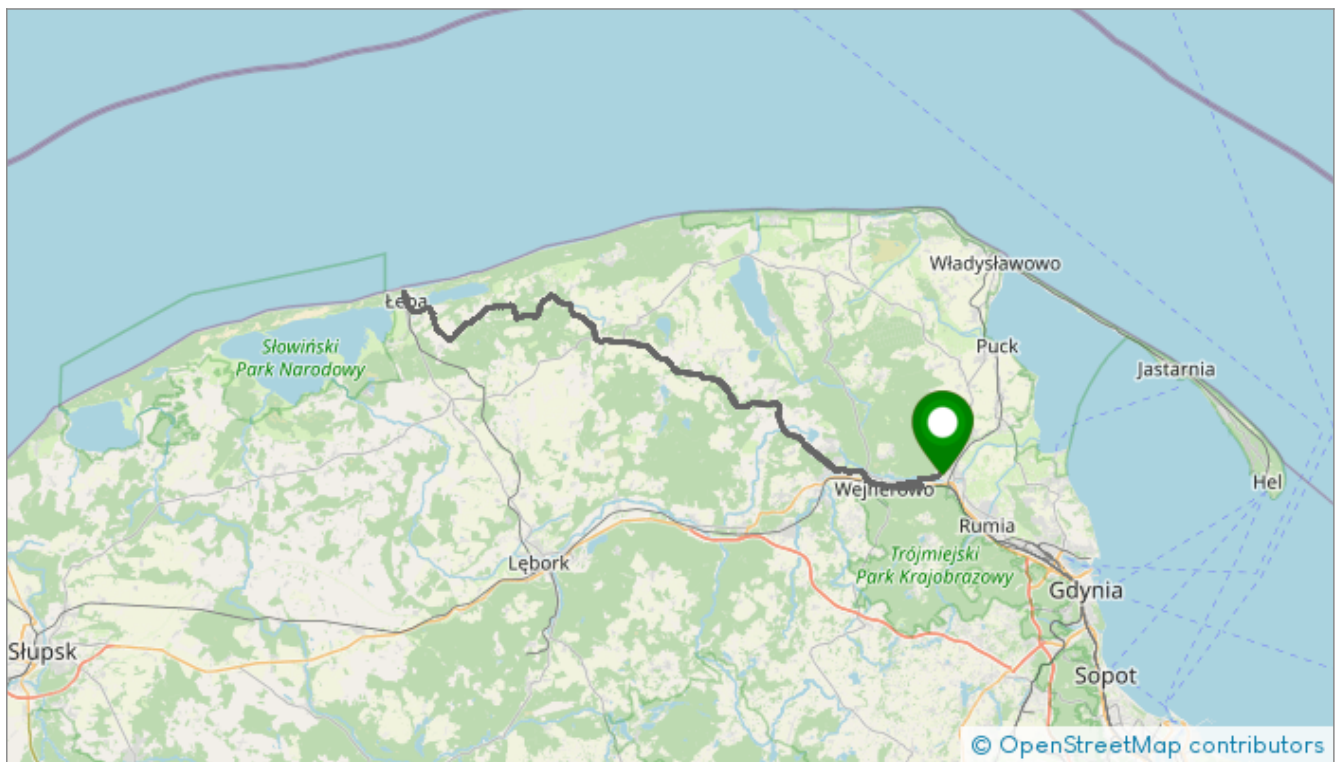 Władysławowo
Łeba
Słowiński
Park Narodowy
Puck
Jastarnia
Wejherowo
Hel
Rumia
Lębork
Trójmiejski
Park Krajobrazowy
Gdynia
Słupsk
Sopot
© OpenStreetMap contributors